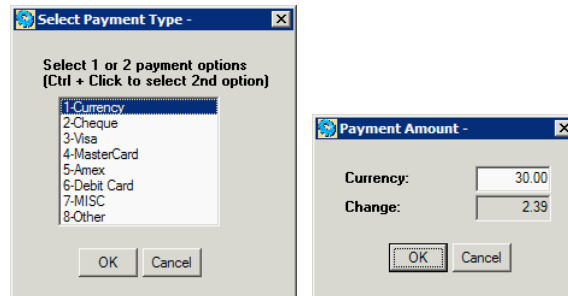 Select Payment Type -
Select 1 or 2 payment options
(Ctrl + Click to select 2nd option)
1-Currency
2-Cheque
3-Visa
4-MasterCard
5-Amex
6-Debit Card
7-MISC
8-Other
OK Cancel
Payment Amount -
Currency: 30.00
Change: 2.39
OK Cancel